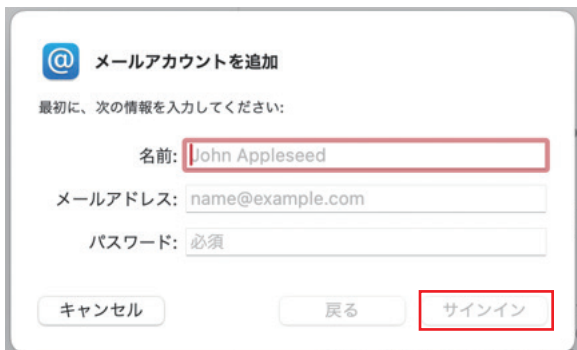 @ メールアカウントを追加
最初に、次の情報を入力してください:
名前: John Appleseed
メールアドレス: name@example.com
パスワード: 必須
キャンセル 戻る サインイン